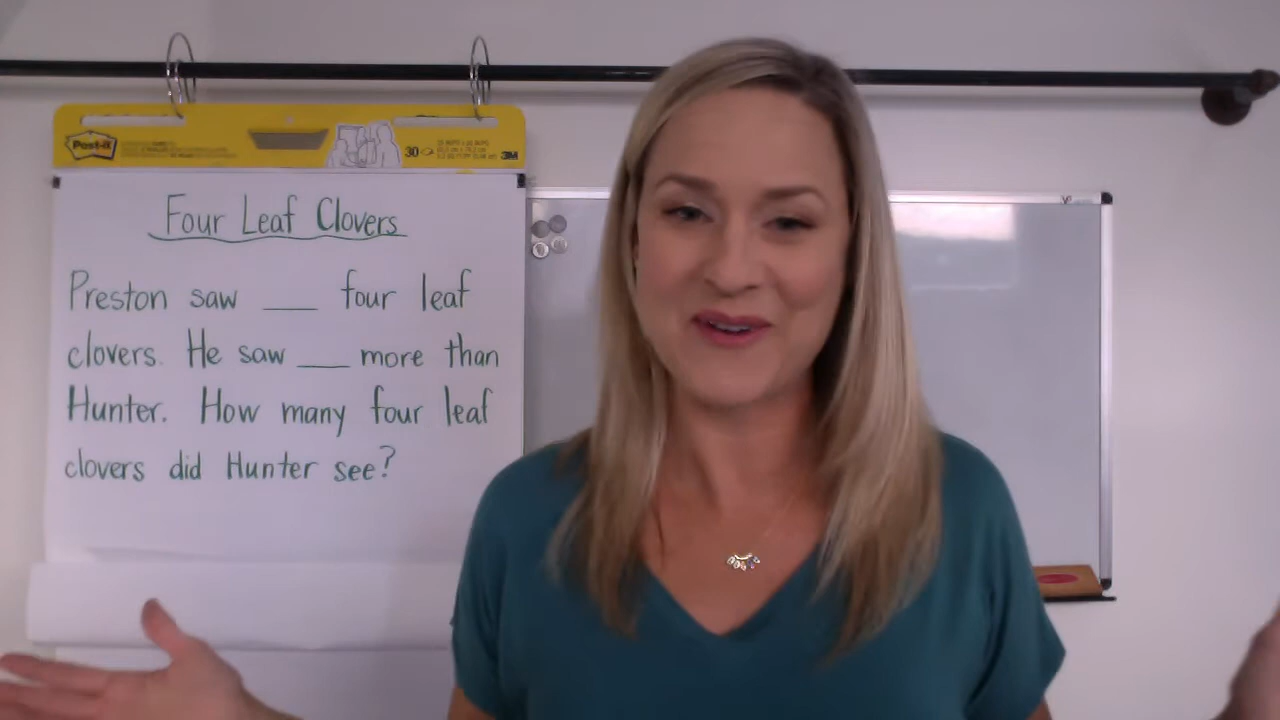 Post-it
30
3M
Four Leaf Clovers
Preston saw ___ four leaf
clovers. He saw ___ more than
Hunter. How many four leaf
clovers did Hunter see?